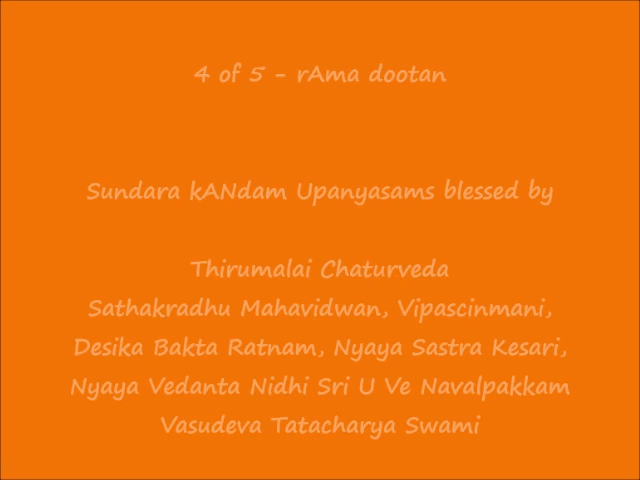 4 of 5 - rAma dootan
Sundara kANdam Upanyasams blessed by
Thirumalai Chaturveda
Sathakradhu Mahavidwan, Vipascinmani,
Desika Bakta Ratnam, Nyaya Sastra Kesari,
Nyaya Vedanta Nidhi Sri U Ve Navalpakkam
Vasudeva Tatacharya Swami